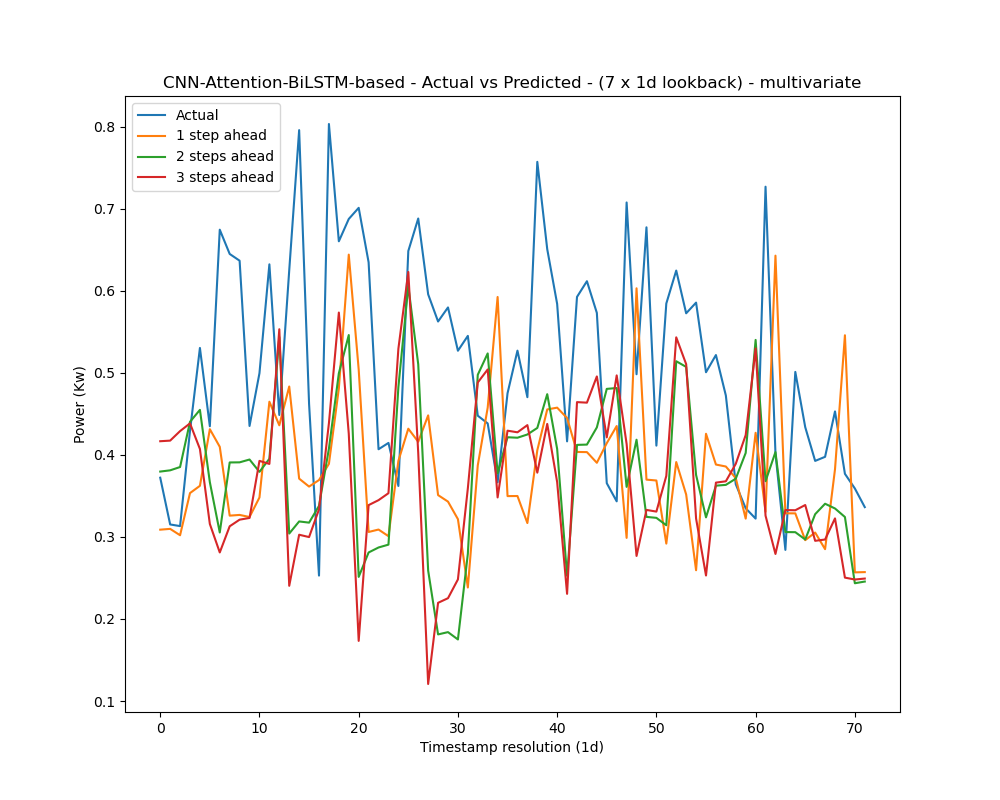 CNN-Attention-BiLSTM-based - Actual vs Predicted - (7 x 1d lookback) - multivariate
Actual
1 step ahead
2 steps ahead
3 steps ahead
0.8
0.7
0.6
0.5
0.4
0.3
0.2
0.1
Power (Kw)
0 10 20 30 40 50 60 70
Timestamp resolution (1d)